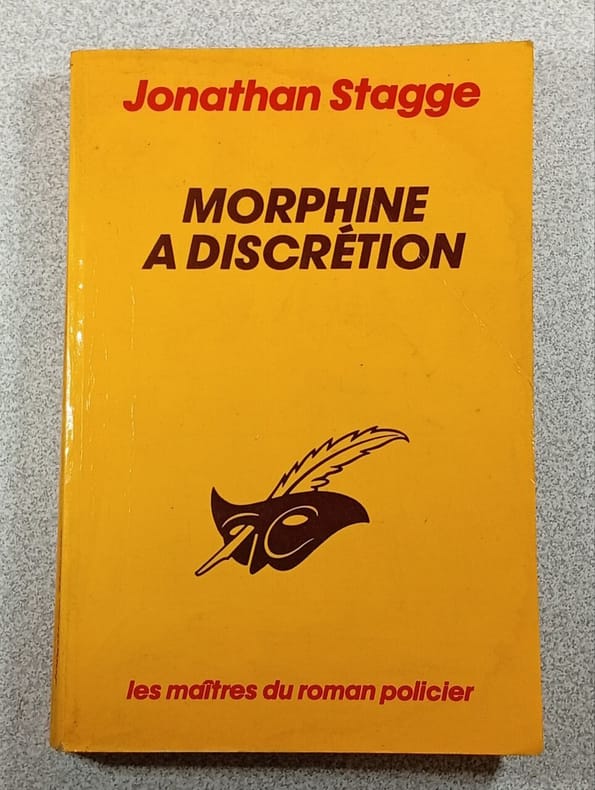 Jonathan Stagge
MORPHINE
A DISCRÉTION
les maîtres du roman policier